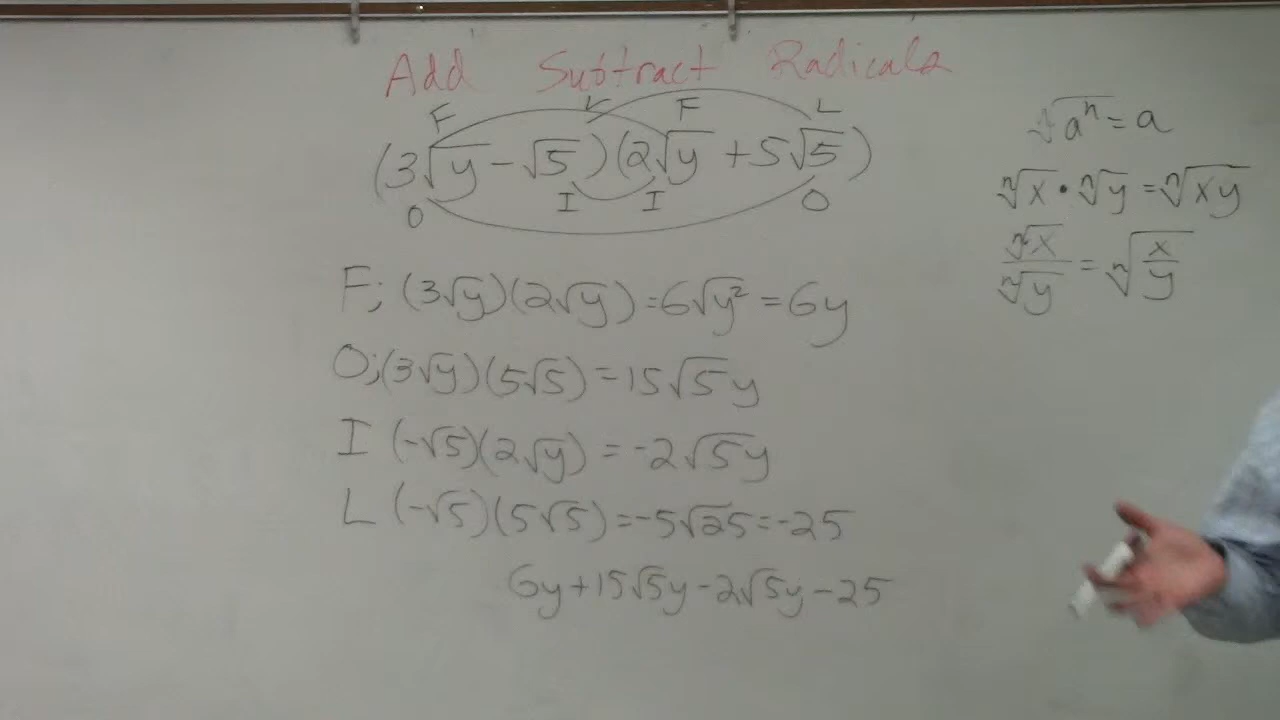 Add Subtract Radicals
F L F L
(3√y - √5)(2√y + 5√5)
O I I O
F; (3√y)(2√y) = 6√y² = 6y
O; (3√y)(5√5) = 15√5y
I (-√5)(2√y) = -2√5y
L (-√5)(5√5) = -5√25 = -25
6y + 15√5y - 2√5y - 25
ⁿ√aⁿ = a
ⁿ√x • ⁿ√y = ⁿ√xy
ⁿ√x / ⁿ√y = ⁿ√x/y